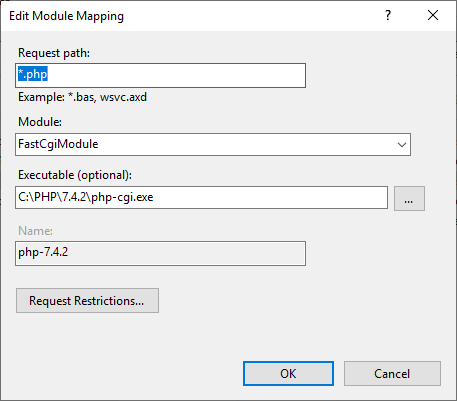 Edit Module Mapping
?
Request path:
*.php
Example: *.bas, wsvc.axd
Module:
FastCgiModule
Executable (optional):
C:\PHP\7.4.2\php-cgi.exe
...
Name:
php-7.4.2
Request Restrictions...
OK
Cancel